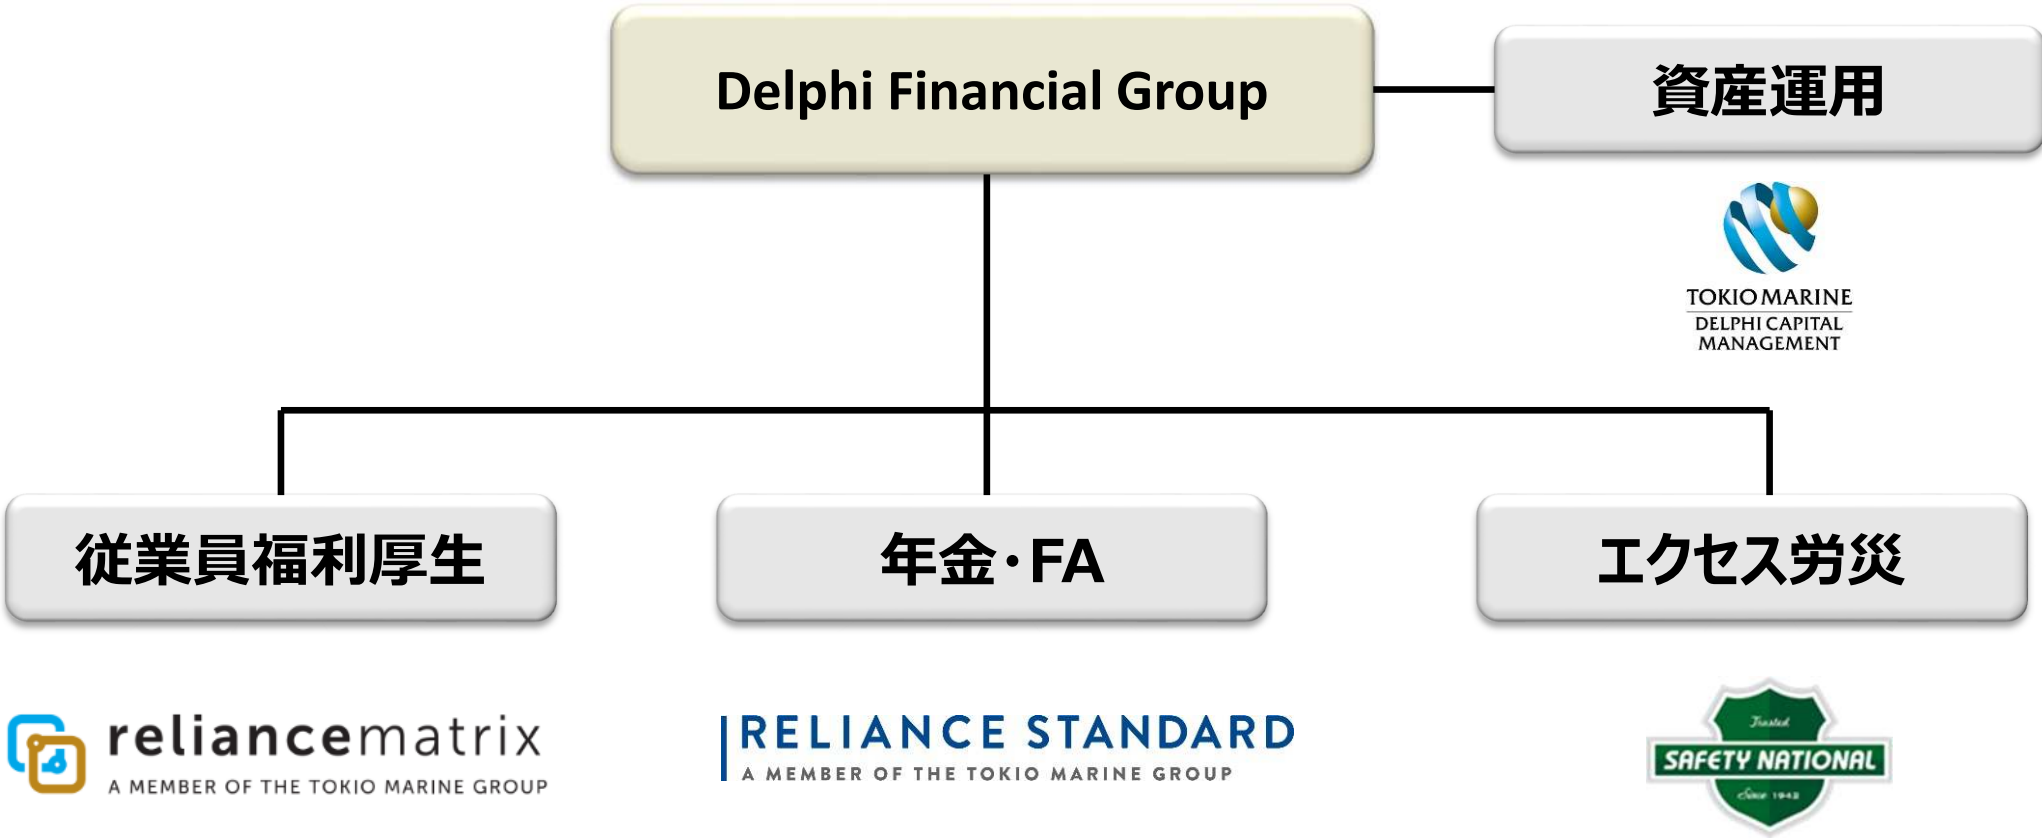 Delphi Financial Group
資産運用
TOKIO MARINE
DELPHI CAPITAL
MANAGEMENT
従業員福利厚生
年金・FA
エクセス労災
reliancematrix
A MEMBER OF THE TOKIO MARINE GROUP
RELIANCE STANDARD
A MEMBER OF THE TOKIO MARINE GROUP
Trusted
SAFETY NATIONAL
Since 1942